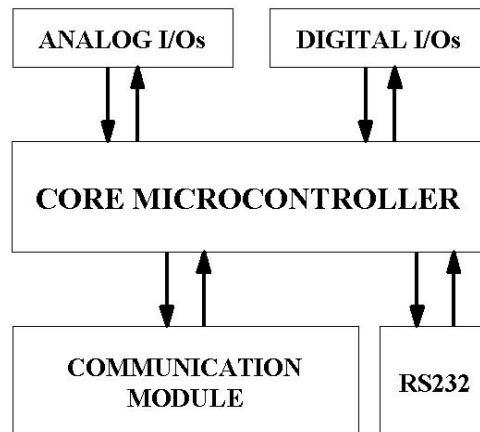 ANALOG I/Os
DIGITAL I/Os
CORE MICROCONTROLLER
COMMUNICATION
MODULE
RS232